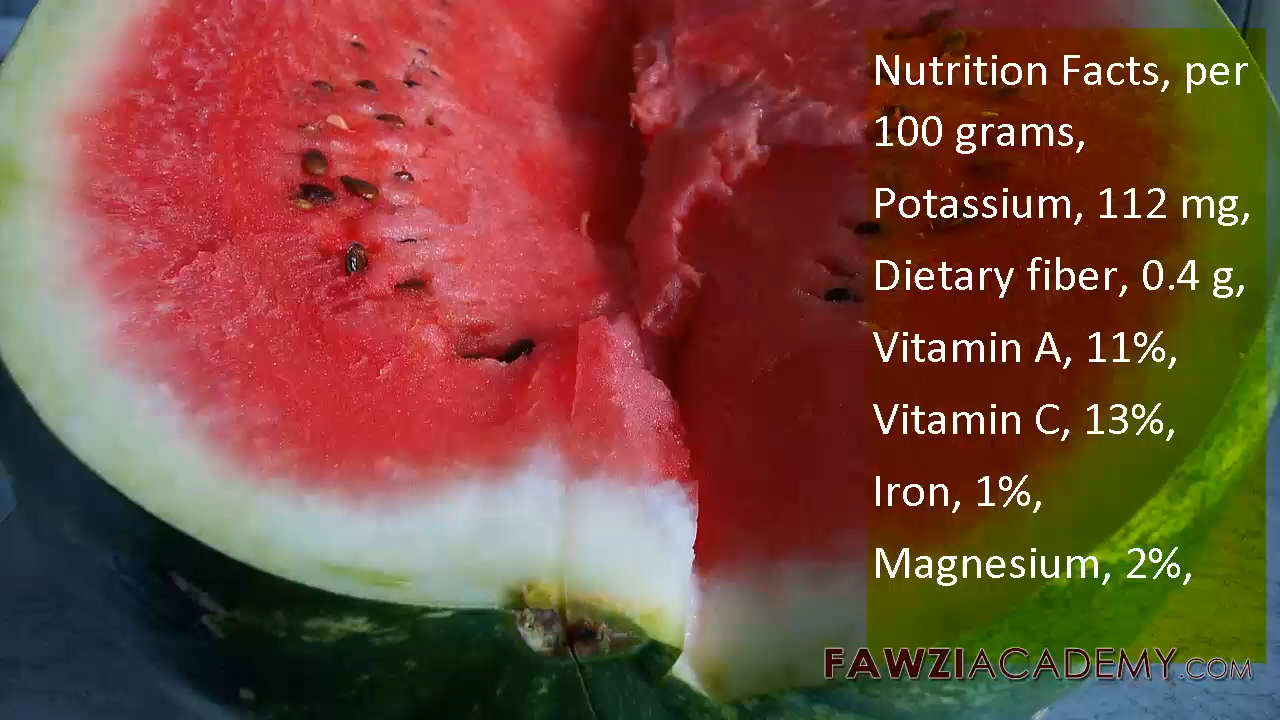 Nutrition Facts, per
100 grams,
Potassium, 112 mg,
Dietary fiber, 0.4 g,
Vitamin A, 11%,
Vitamin C, 13%,
Iron, 1%,
Magnesium, 2%,
FAWZIACADEMY.COM